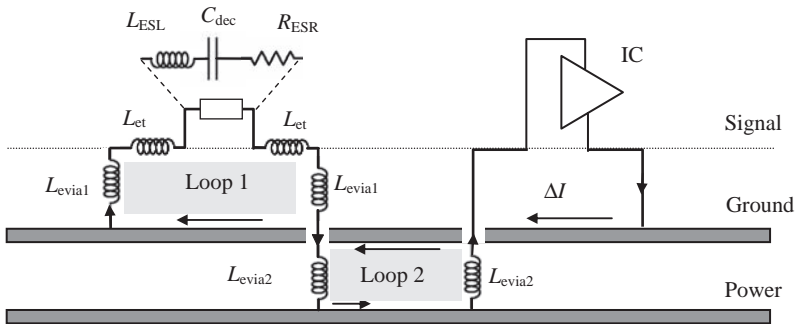 L_ESL C_dec R_ESR
IC
L_et L_et
Signal
L_evia1 Loop 1 L_evia1
ΔI
Ground
L_evia2 Loop 2 L_evia2
Power